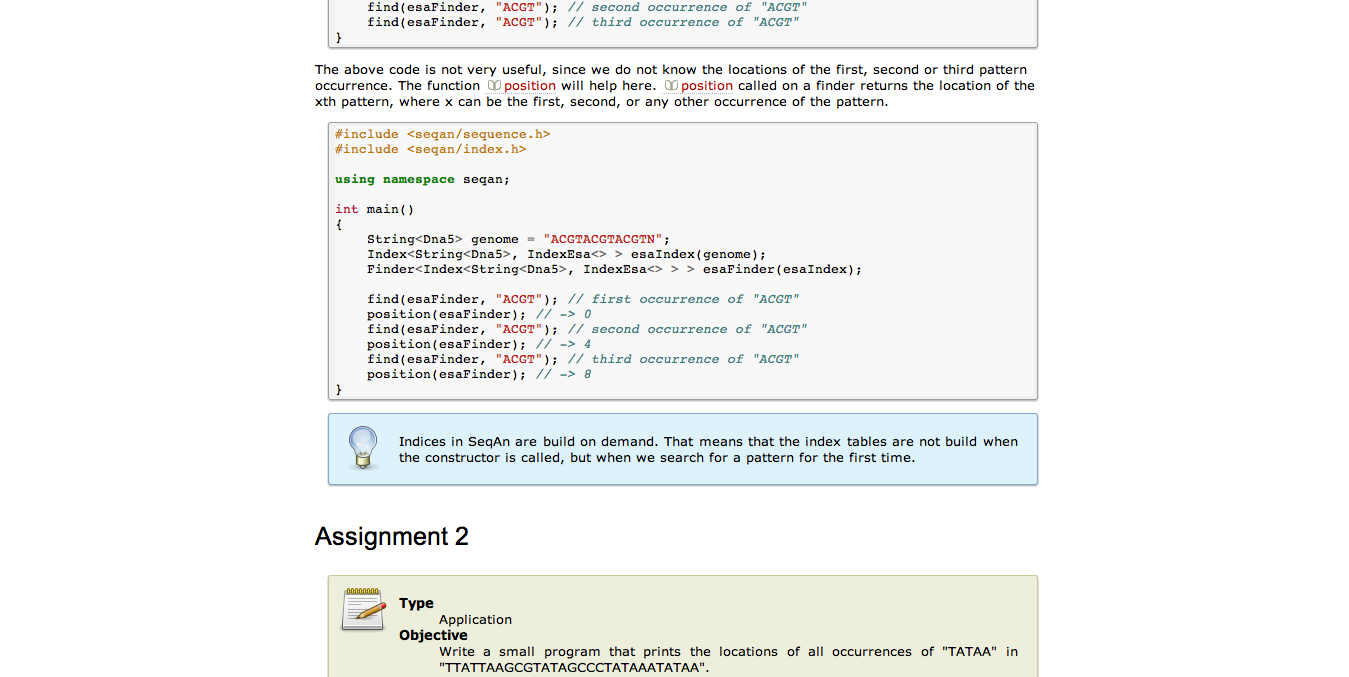 find(esaFinder, "ACGT"); // second occurrence of "ACGT"
find(esaFinder, "ACGT"); // third occurrence of "ACGT"
}
The above code is not very useful, since we do not know the locations of the first, second or third pattern
occurrence. The function position will help here. position called on a finder returns the location of the
xth pattern, where x can be the first, second, or any other occurrence of the pattern.
#include <seqan/sequence.h>
#include <seqan/index.h>
using namespace seqan;
int main()
{
String<Dna5> genome = "ACGTACGTACGTN";
Index<String<Dna5>, IndexEsa<> > esaIndex(genome);
Finder<Index<String<Dna5>, IndexEsa<> > > esaFinder(esaIndex);
find(esaFinder, "ACGT"); // first occurrence of "ACGT"
position(esaFinder); // -> 0
find(esaFinder, "ACGT"); // second occurrence of "ACGT"
position(esaFinder); // -> 4
find(esaFinder, "ACGT"); // third occurrence of "ACGT"
position(esaFinder); // -> 8
}
Indices in SeqAn are build on demand. That means that the index tables are not build when
the constructor is called, but when we search for a pattern for the first time.
Assignment 2
Type
Application
Objective
Write a small program that prints the locations of all occurrences of "TATAA" in
"TTATTAAGCGTATAGCCCTATAAATATAA".